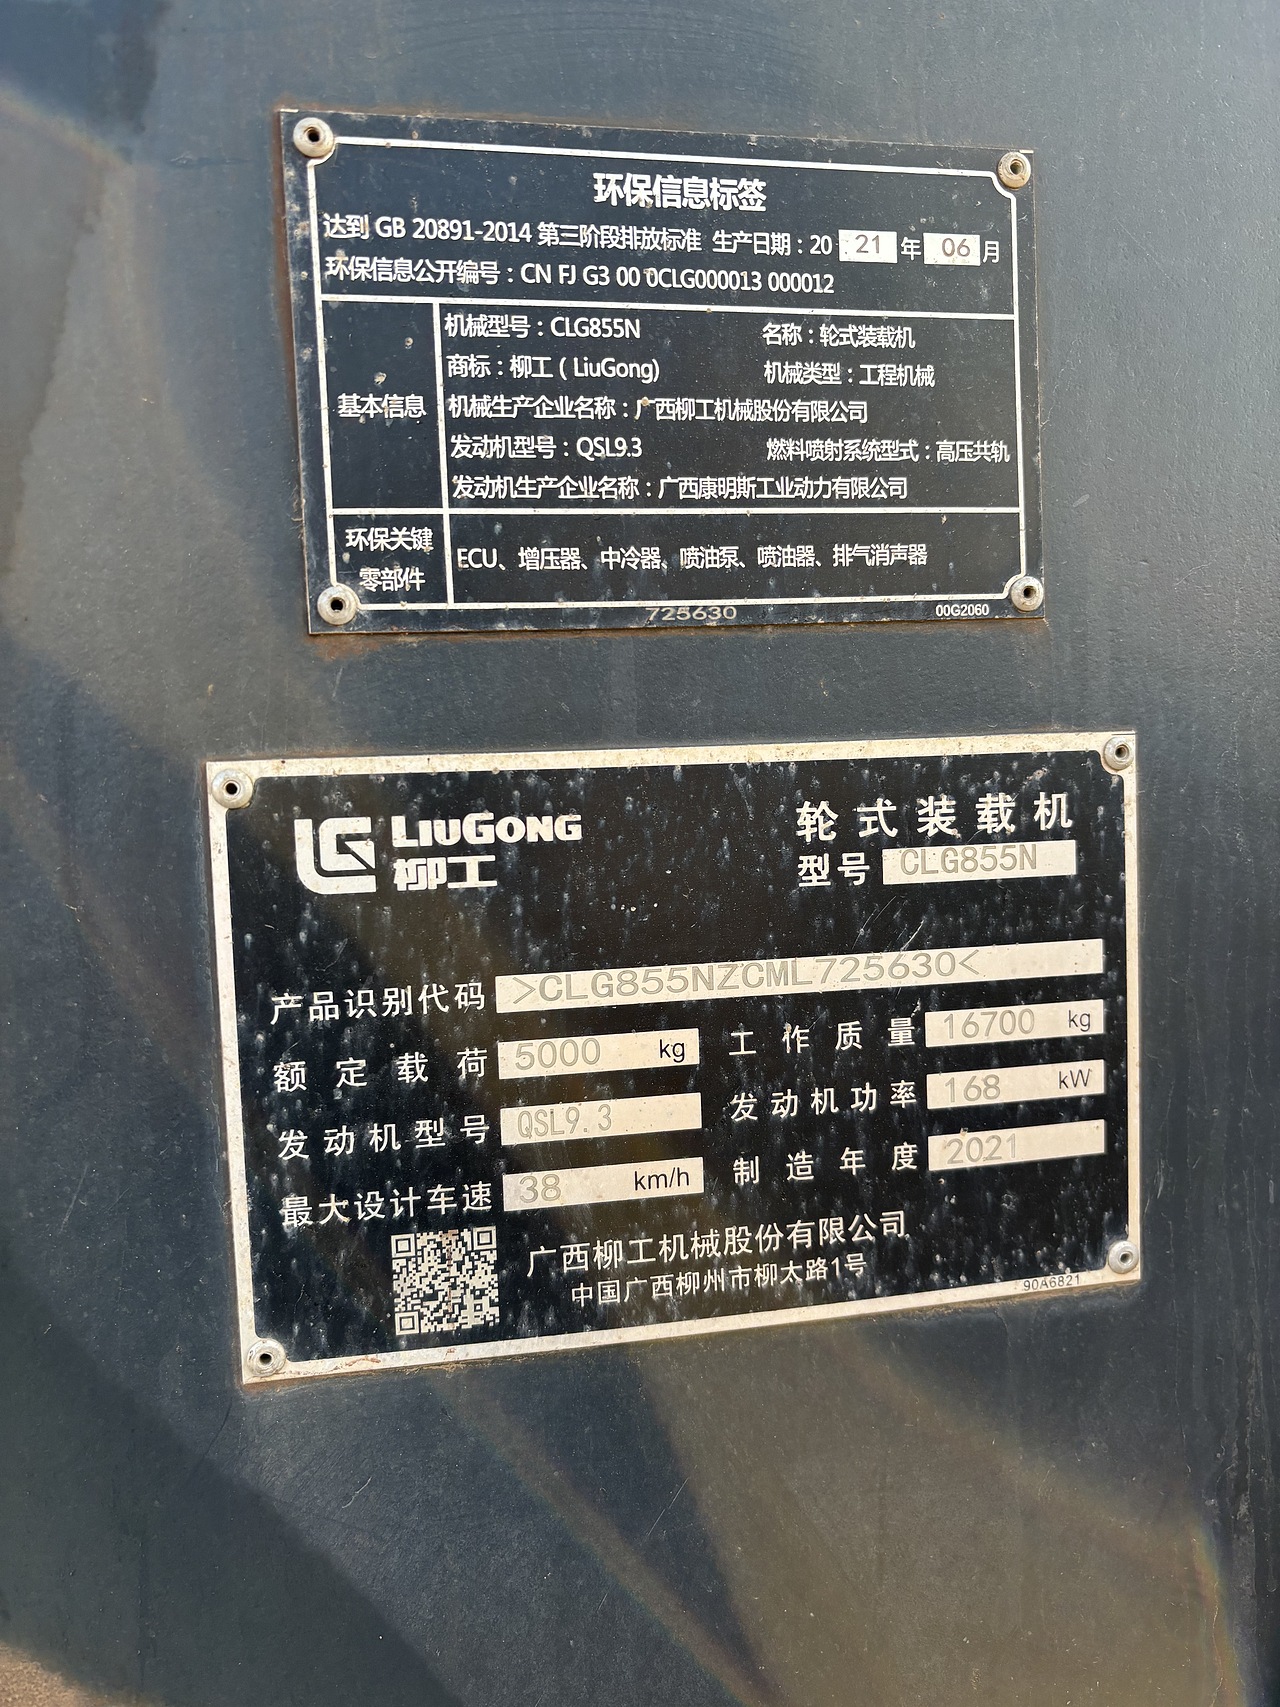 环保信息标签
达到 GB 20891-2014 第三阶段排放标准 生产日期：20 21 年 06 月
环保信息公开编号：CN FJ G3 00 0CLG000013 000012
基本信息
机械型号：CLG855N 名称：轮式装载机
商标：柳工（LiuGong） 机械类型：工程机械
机械生产企业名称：广西柳工机械股份有限公司
发动机型号：QSL9.3 燃料喷射系统型式：高压共轨
发动机生产企业名称：广西康明斯工业动力有限公司
环保关键
零部件
ECU、增压器、中冷器、喷油泵、喷油器、排气消声器
725630 00G2060
LG LIUGONG
柳工
轮式装载机
型号 CLG855N
产品识别代码 >CLG855NZCML725630<
额定载荷 5000 kg 工作质量 16700 kg
发动机型号 QSL9.3 发动机功率 168 kW
最大设计车速 38 km/h 制造年度 2021
广西柳工机械股份有限公司
中国广西柳州市柳太路1号
90A6821